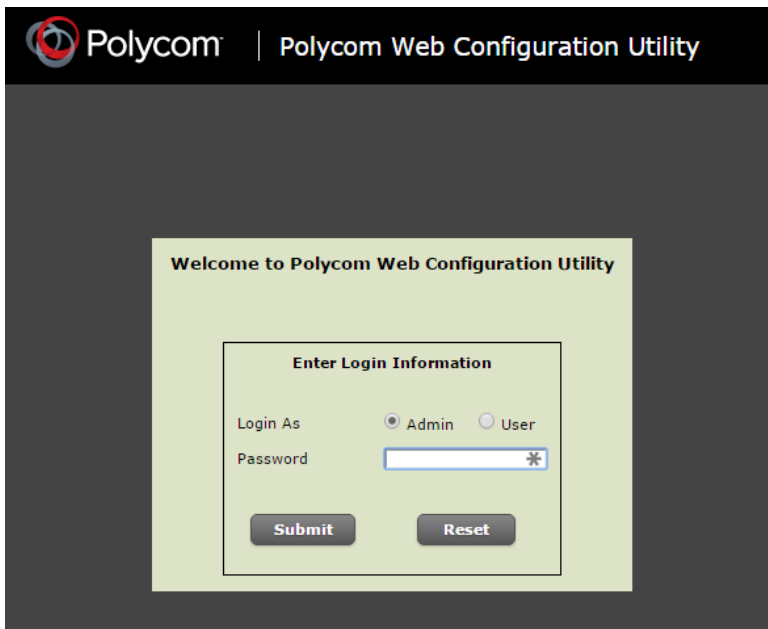 Polycom | Polycom Web Configuration Utility
Welcome to Polycom Web Configuration Utility
Enter Login Information
Login As Admin User
Password
Submit Reset